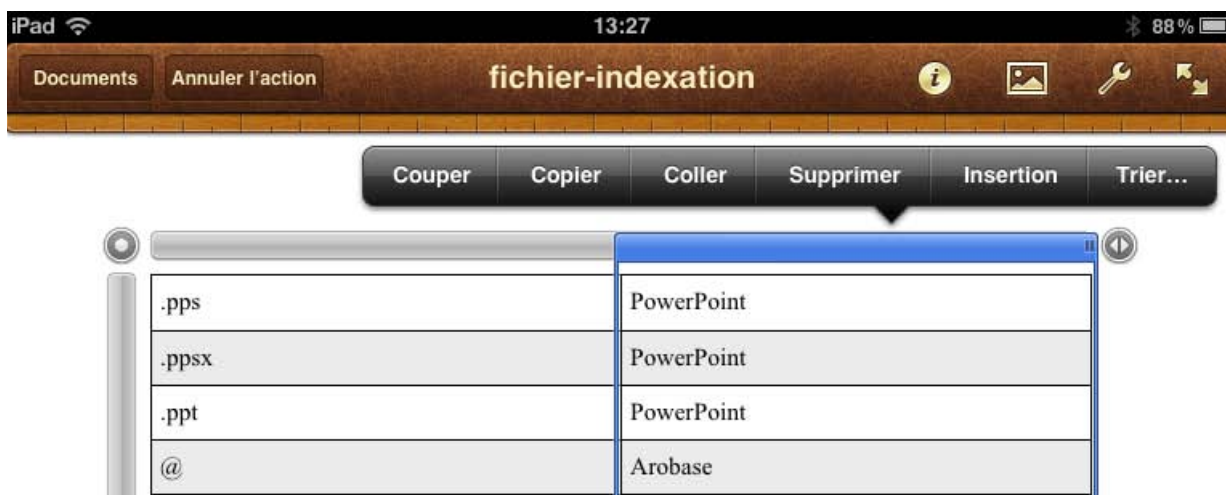 iPad 13:27 88%
Documents Annuler l'action fichier-indexation
Couper Copier Coller Supprimer Insertion Trier...
.pps PowerPoint
.ppsx PowerPoint
.ppt PowerPoint
@ Arobase